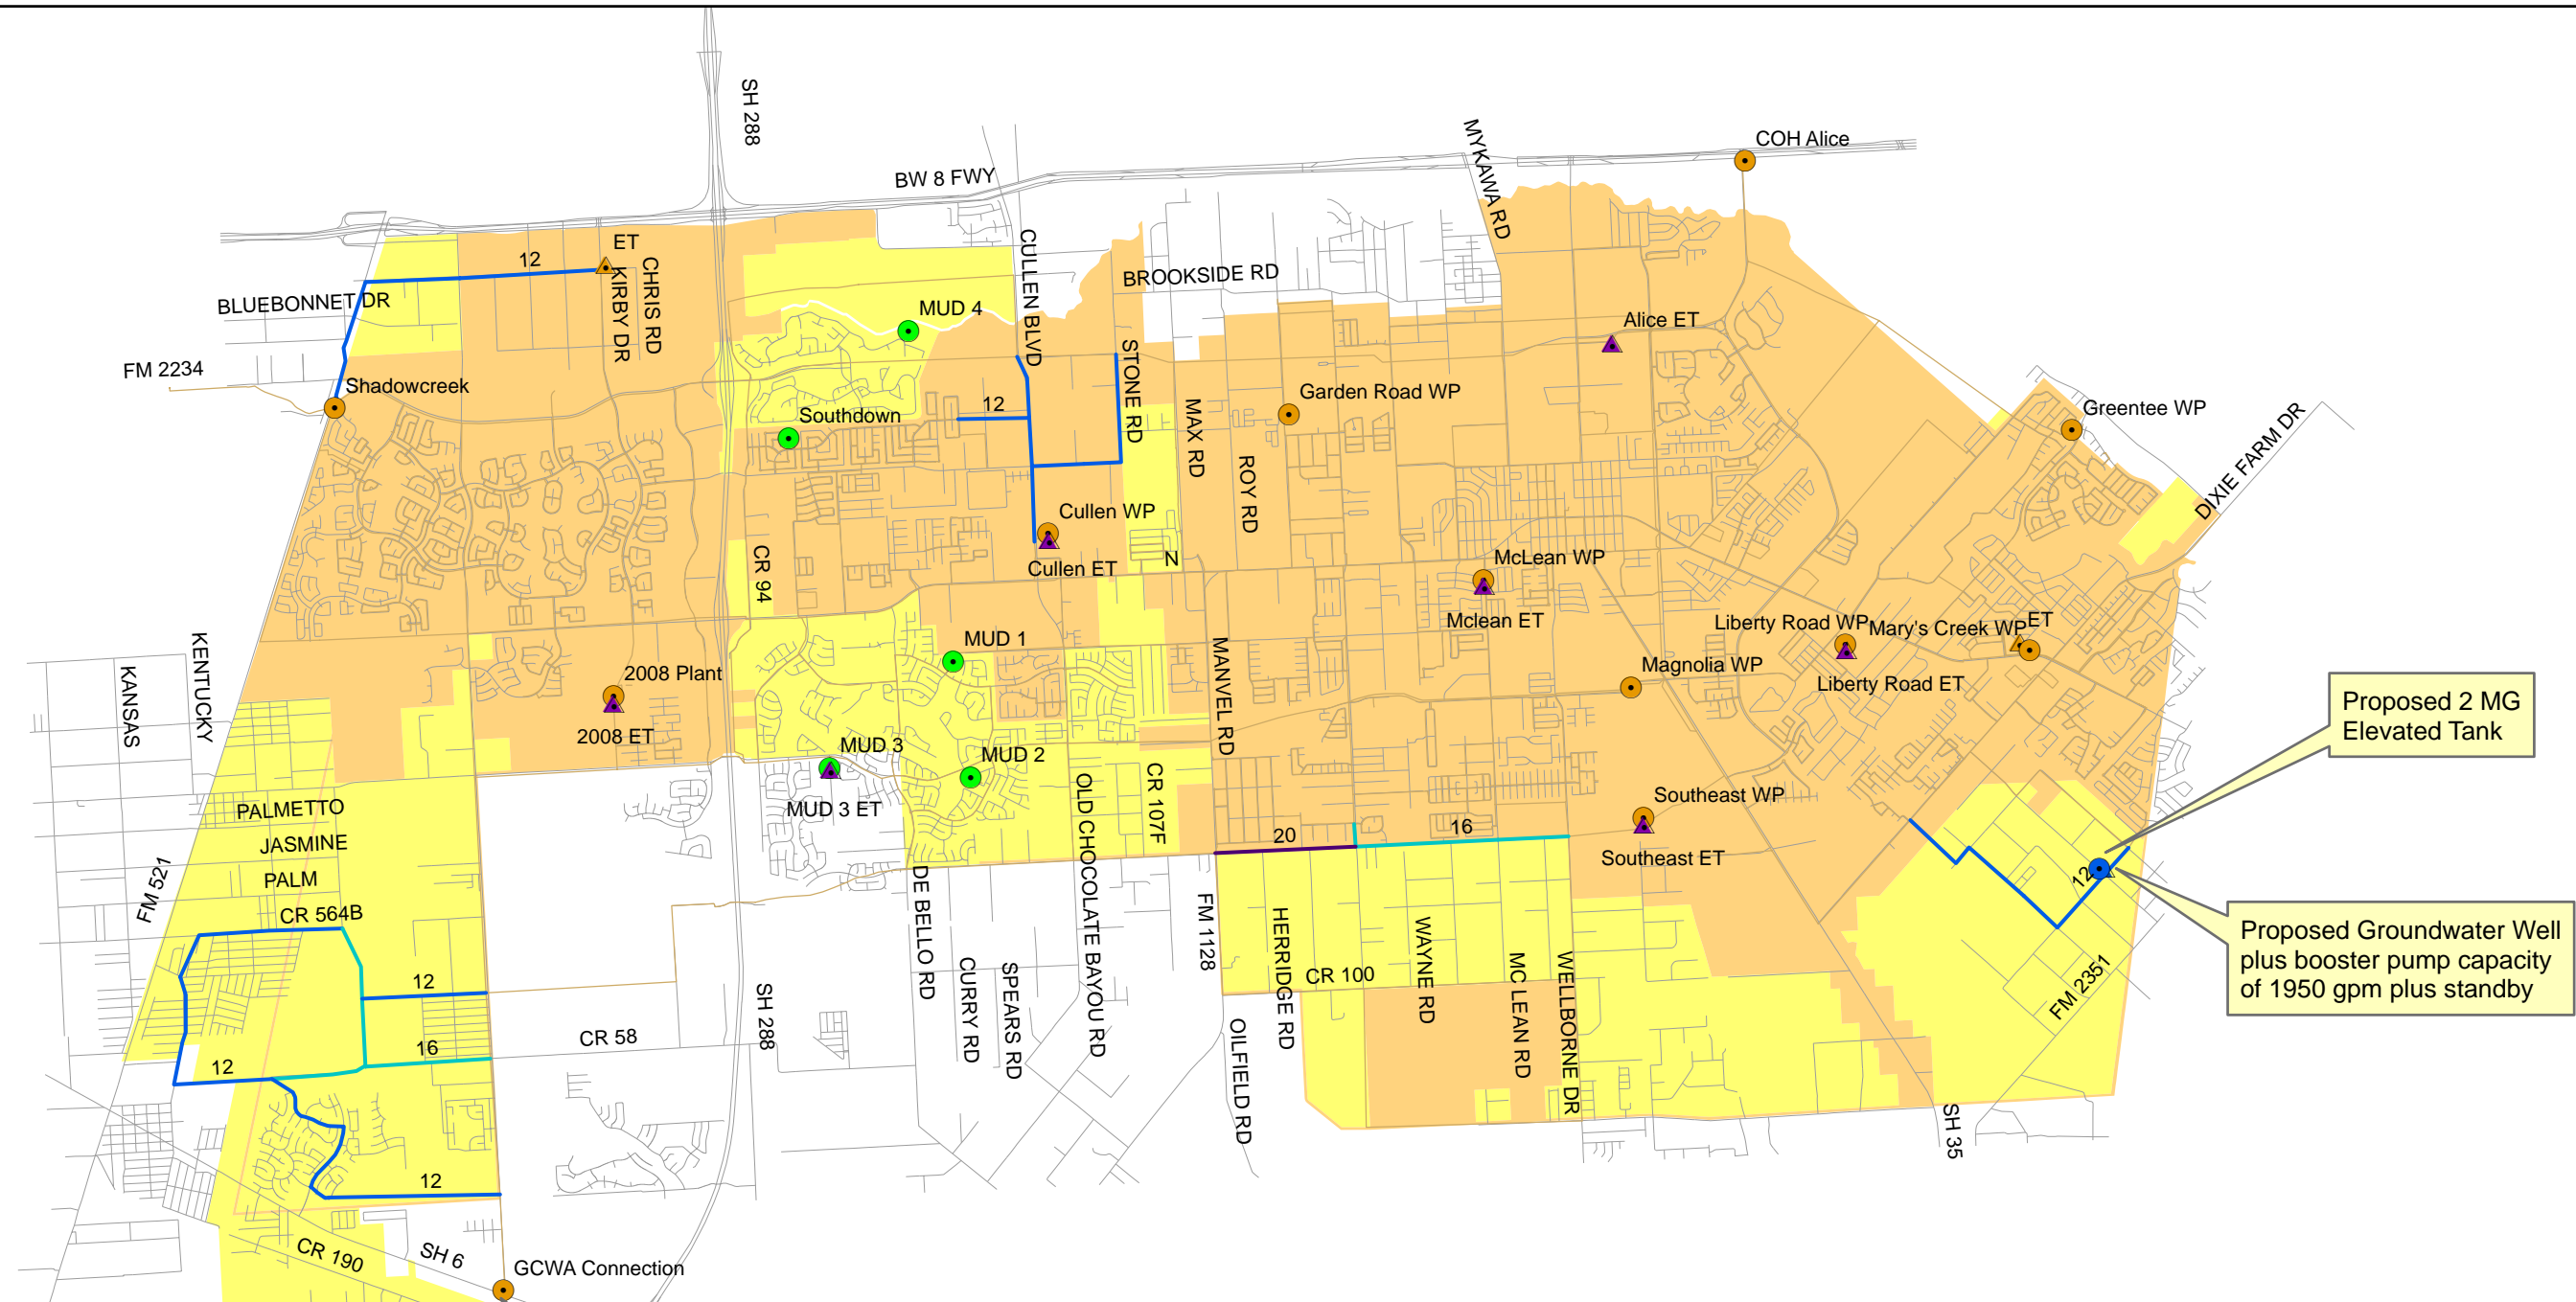 SH 288
COH Alice
MYKAWA RD
BW 8 FWY
CULLEN BLVD
ET
12
KIRBY DR
CHRIS RD
BROOKSIDE RD
BLUEBONNET DR
MUD 4
Alice ET
STONE RD
FM 2234
Shadowcreek
Garden Road WP
12
MAX RD
Southdown
Greentee WP
DIXIE FARM DR
ROY RD
Cullen WP
Cullen ET
Z
CR 94
McLean WP
Mclean ET
Liberty Road WP
Mary's Creek WP
ET
KENTUCKY
KANSAS
MUD 1
MANVEL RD
Magnolia WP
Liberty Road ET
2008 Plant
2008 ET
Proposed 2 MG
Elevated Tank
MUD 3
MUD 2
MUD 3 ET
OLD CHOCOLATE BAYOU RD
CR 107F
Southeast WP
Southeast ET
PALMETTO
JASMINE
PALM
FM 521
CR 564B
20
16
12
DE BELLO RD
CURRY RD
SPEARS RD
FM 1128
HERRIDGE RD
WAYNE RD
MC LEAN RD
WELLBORNE DR
CR 100
Proposed Groundwater Well
plus booster pump capacity
of 1950 gpm plus standby
FM 2351
12
SH 288
CR 58
16
12
OILFIELD RD
SH 35
12
CR 190
SH 6
GCWA Connection